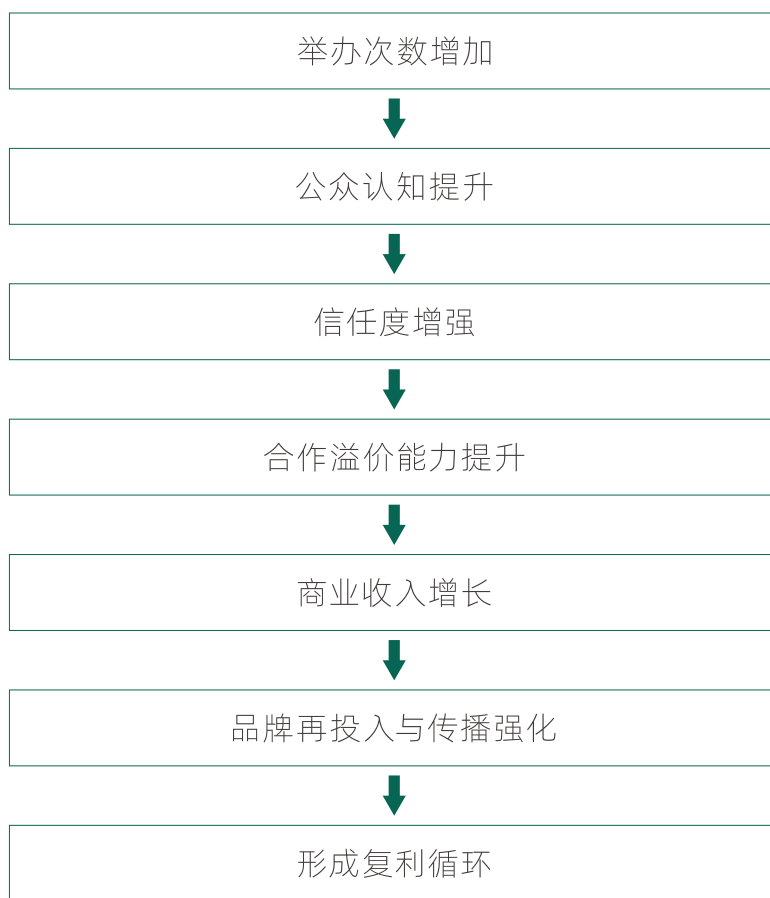 举办次数增加
公众认知提升
信任度增强
合作溢价能力提升
商业收入增长
品牌再投入与传播强化
形成复利循环